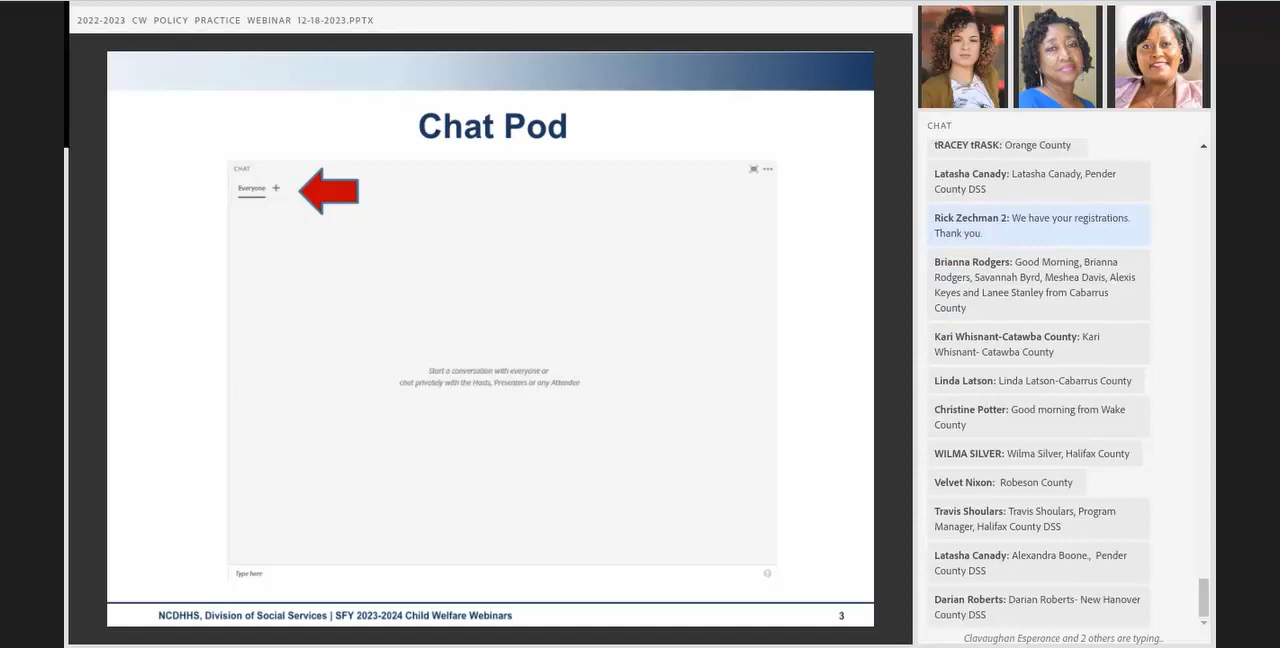 2022-2023 CW POLICY PRACTICE WEBINAR 12-18-2023.PPTX
Chat Pod
CHAT
Everyone +
Start a conversation with everyone or
chat privately with the Hosts, Presenters or any Attendee
Type here
NCDHHS, Division of Social Services | SFY 2023-2024 Child Welfare Webinars
3
CHAT
tRACEY tRASK: Orange County
Latasha Canady: Latasha Canady, Pender
County DSS
Rick Zechman 2: We have your registrations.
Thank you.
Brianna Rodgers: Good Morning, Brianna
Rodgers, Savannah Byrd, Meshea Davis, Alexis
Keyes and Lanee Stanley from Cabarrus
County
Kari Whisnant-Catawba County: Kari
Whisnant- Catawba County
Linda Latson: Linda Latson-Cabarrus County
Christine Potter: Good morning from Wake
County
WILMA SILVER: Wilma Silver, Halifax County
Velvet Nixon: Robeson County
Travis Shoulars: Travis Shoulars, Program
Manager, Halifax County DSS
Latasha Canady: Alexandra Boone., Pender
County DSS
Darian Roberts: Darian Roberts- New Hanover
County DSS
Clavaughan Esperance and 2 others are typing..